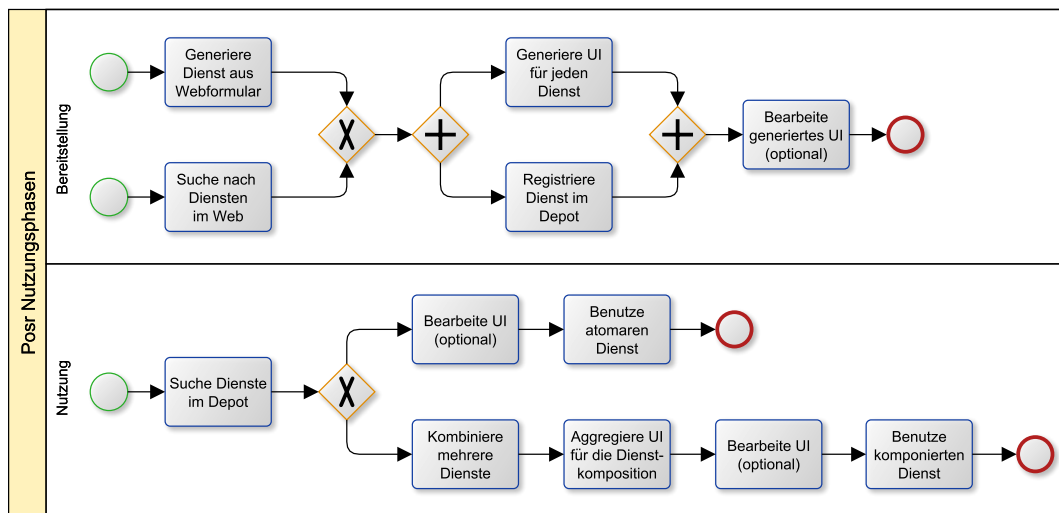 Posr Nutzungsphasen
Bereitstellung
Generiere
Dienst aus
Webformular
Suche nach
Diensten
im Web
Generiere UI
für jeden
Dienst
Registriere
Dienst im
Depot
Bearbeite
generiertes UI
(optional)
Nutzung
Suche Dienste
im Depot
Bearbeite UI
(optional)
Benutze
atomaren
Dienst
Kombiniere
mehrere
Dienste
Aggregiere UI
für die Dienst-
komposition
Bearbeite UI
(optional)
Benutze
komponierten
Dienst